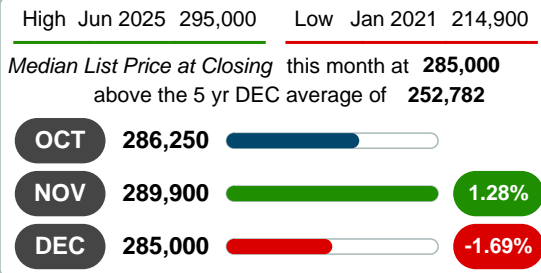 High Jun 2025 295,000 Low Jan 2021 214,900
Median List Price at Closing this month at 285,000
above the 5 yr DEC average of 252,782
OCT 286,250
NOV 289,900 1.28%
DEC 285,000 -1.69%